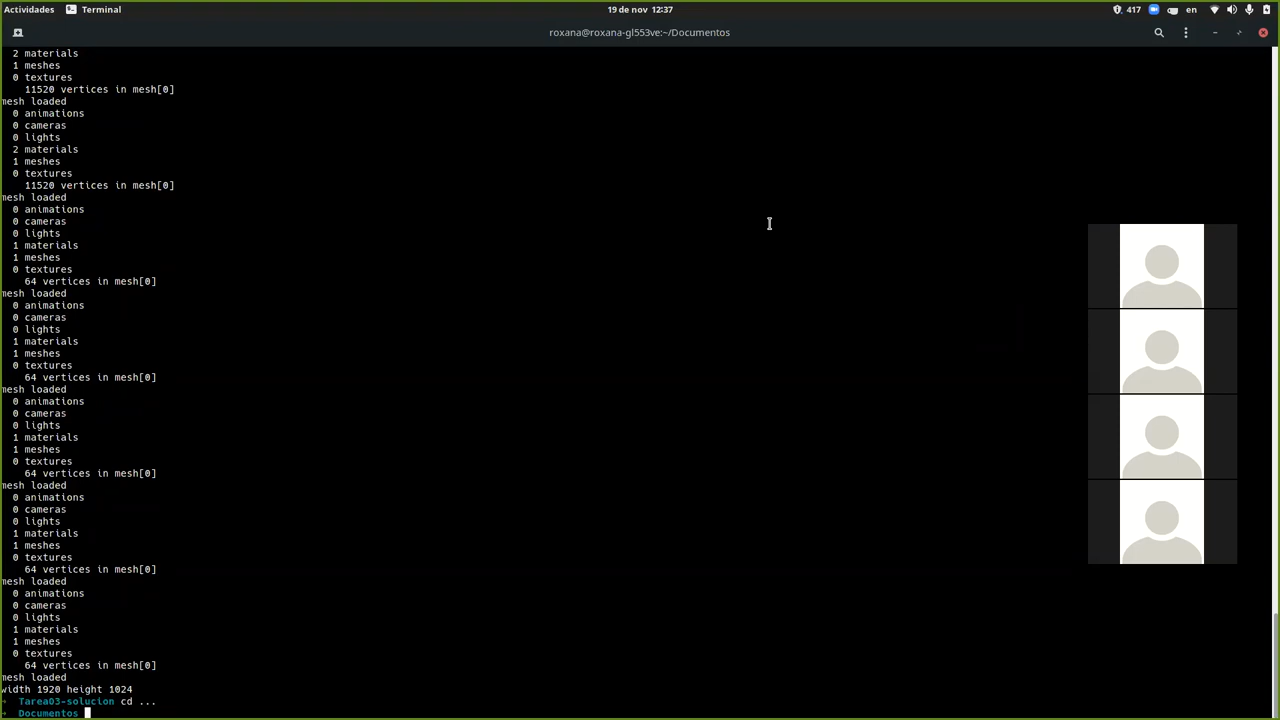 Actividades Terminal 19 de nov 12:37 417 en
roxana@roxana-gl553ve:~/Documentos
2 materials
1 meshes
0 textures
11520 vertices in mesh[0]
mesh loaded
0 animations
0 cameras
0 lights
2 materials
1 meshes
0 textures
11520 vertices in mesh[0]
mesh loaded
0 animations
0 cameras
0 lights
1 materials
1 meshes
0 textures
64 vertices in mesh[0]
mesh loaded
0 animations
0 cameras
0 lights
1 materials
1 meshes
0 textures
64 vertices in mesh[0]
mesh loaded
0 animations
0 cameras
0 lights
1 materials
1 meshes
0 textures
64 vertices in mesh[0]
mesh loaded
0 animations
0 cameras
0 lights
1 materials
1 meshes
0 textures
64 vertices in mesh[0]
mesh loaded
0 animations
0 cameras
0 lights
1 materials
1 meshes
0 textures
64 vertices in mesh[0]
mesh loaded
width 1920 height 1024
Tarea03-solucion cd ...
Documentos